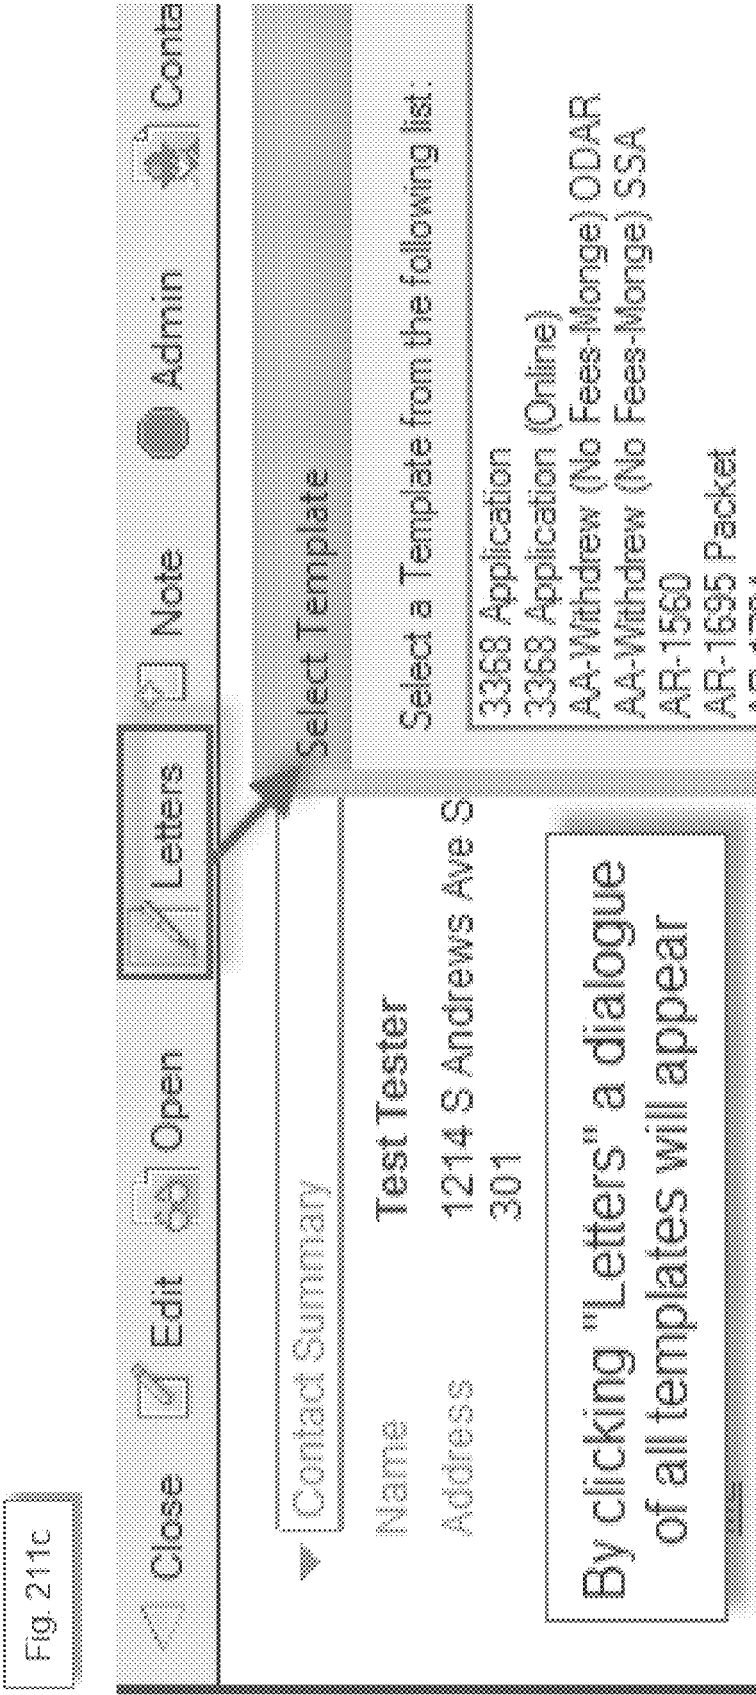 Fig. 211c
Close Edit Open Letters Note Admin Conta
Contact Summary
Name Test Tester
Address 1214 S Andrews Ave S
301
By clicking "Letters" a dialogue
of all templates will appear
Select Template
Select a Template from the following list:
3368 Application
3368 Application (Online)
AA-Withdrew (No Fees-Monge) ODAR
AA-Withdrew (No Fees-Monge) SSA
AR-1560
AR-1695 Packet